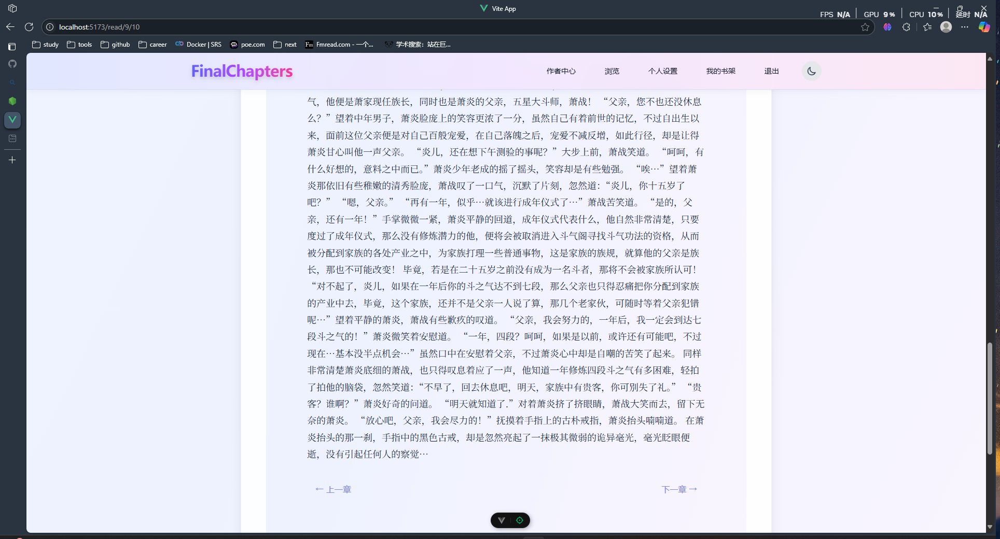 Vite App
FPS N/A GPU 9% CPU 10% 延时 N/A
localhost:5173/read/9/10
study tools github career Docker | SRS poe.com next Fmread.com - 一个... 学术搜索：站在巨...
FinalChapters 作者中心 浏览 个人设置 我的书架 退出
气，他便是萧家现任族长，同时也是萧炎的父亲，五星大斗师，萧战！ “父亲，您不也还没休息
么？”望着中年男子，萧炎脸庞上的笑容更浓了一分，虽然自己有着前世的记忆，不过自出生以
来，面前这位父亲便是对自己百般宠爱，在自己落魄之后，宠爱不减反增，如此行径，却是让得
萧炎甘心叫他一声父亲。 “炎儿，还在想下午测验的事呢？”大步上前，萧战笑道。 “呵呵，有
什么好想的，意料之中而已。”萧炎少年老成的摇了摇头，笑容却是有些勉强。 “唉…”望着萧
炎那依旧有些稚嫩的清秀脸庞，萧战叹了一口气，沉默了片刻，忽然道：“炎儿，你十五岁了
吧？” “嗯，父亲。” “再有一年，似乎…就该进行成年仪式了…”萧战苦笑道。 “是的，父
亲，还有一年！”手掌微微一紧，萧炎平静的回道，成年仪式代表什么，他自然非常清楚，只要
度过了成年仪式，那么没有修炼潜力的他，便将会被取消进入斗气阁寻找斗气功法的资格，从而
被分配到家族的各处产业之中，为家族打理一些普通事物，这是家族的族规，就算他的父亲是族
长，那也不可能改变！ 毕竟，若是在二十五岁之前没有成为一名斗者，那将不会被家族所认可！
“对不起了，炎儿，如果在一年后你的斗之气达不到七段，那么父亲也只得忍痛把你分配到家族
的产业中去，毕竟，这个家族，还并不是父亲一人说了算，那几个老家伙，可随时等着父亲犯错
呢…”望着平静的萧炎，萧战有些歉疚的叹道。 “父亲，我会努力的，一年后，我一定会到达七
段斗之气的！”萧炎微笑着安慰道。 “一年，四段？呵呵，如果是以前，或许还有可能吧，不过
现在…基本没半点机会…”虽然口中在安慰着父亲，不过萧炎心中却是自嘲的苦笑了起来。 同样
非常清楚萧炎底细的萧战，也只得叹息着应了一声，他知道一年修炼四段斗之气有多困难，轻拍
了拍他的脑袋，忽然笑道：“不早了，回去休息吧，明天，家族中有贵客，你可别失了礼。” “贵
客？谁啊？”萧炎好奇的问道。 “明天就知道了.”对着萧炎挤了挤眼睛，萧战大笑而去，留下无
奈的萧炎。 “放心吧，父亲，我会尽力的！”抚摸着手指上的古朴戒指，萧炎抬头喃喃道。 在萧
炎抬头的那一刹，手指中的黑色古戒，却是忽然亮起了一抹极其微弱的诡异毫光，毫光眨眼便
逝，没有引起任何人的察觉…
← 上一章 下一章 →